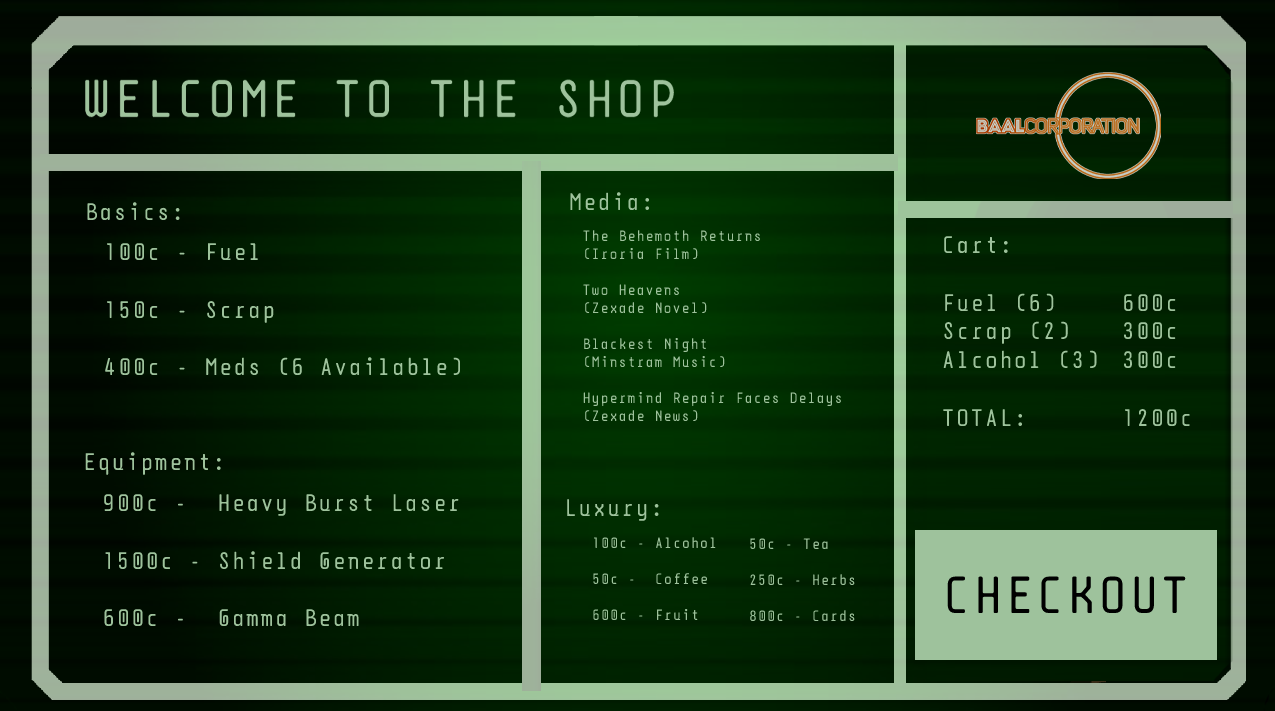 WELCOME TO THE SHOP
BAALCORPORATION
Basics:
100c - Fuel
150c - Scrap
400c - Meds (6 Available)
Equipment:
900c - Heavy Burst Laser
1500c - Shield Generator
600c - Gamma Beam
Media:
The Behemoth Returns
(Iroria Film)
Two Heavens
(Zexade Novel)
Blackest Night
(Minstram Music)
Hypermind Repair Faces Delays
(Zexade News)
Luxury:
100c - Alcohol 50c - Tea
50c - Coffee 250c - Herbs
600c - Fruit 800c - Cards
Cart:
Fuel (6) 600c
Scrap (2) 300c
Alcohol (3) 300c
TOTAL: 1200c
CHECKOUT